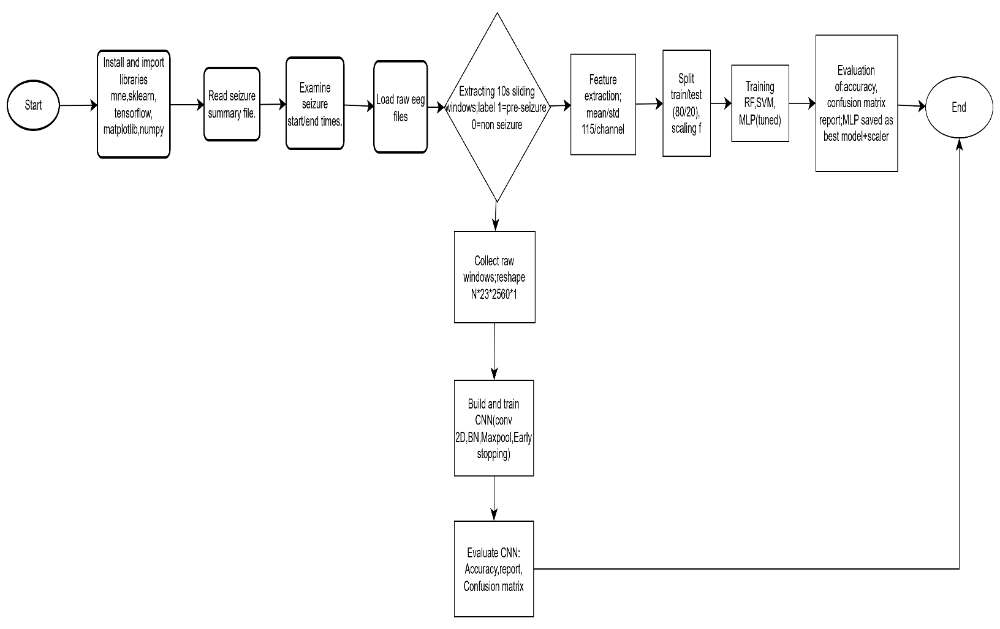 Start
Install and import
libraries
mne,sklearn,
tensorflow,
matplotlib,numpy
Read seizure
summary file.
Examine
seizure
start/end times.
Load raw eeg
files
Extracting 10s sliding
windows;label 1=pre-seizure
0=non seizure
Feature
extraction;
mean/std
115/channel
Split
train/test
(80/20),
scaling f
Training
RF,SVM,
MLP(tuned)
Evaluation
of:accuracy,
confusion matrix
report;MLP saved as
best model+scaler
End
Collect raw
windows;reshape
N*23*2560*1
Build and train
CNN(conv
2D,BN,Maxpool,Early
stopping)
Evaluate CNN:
Accuracy,report,
Confusion matrix